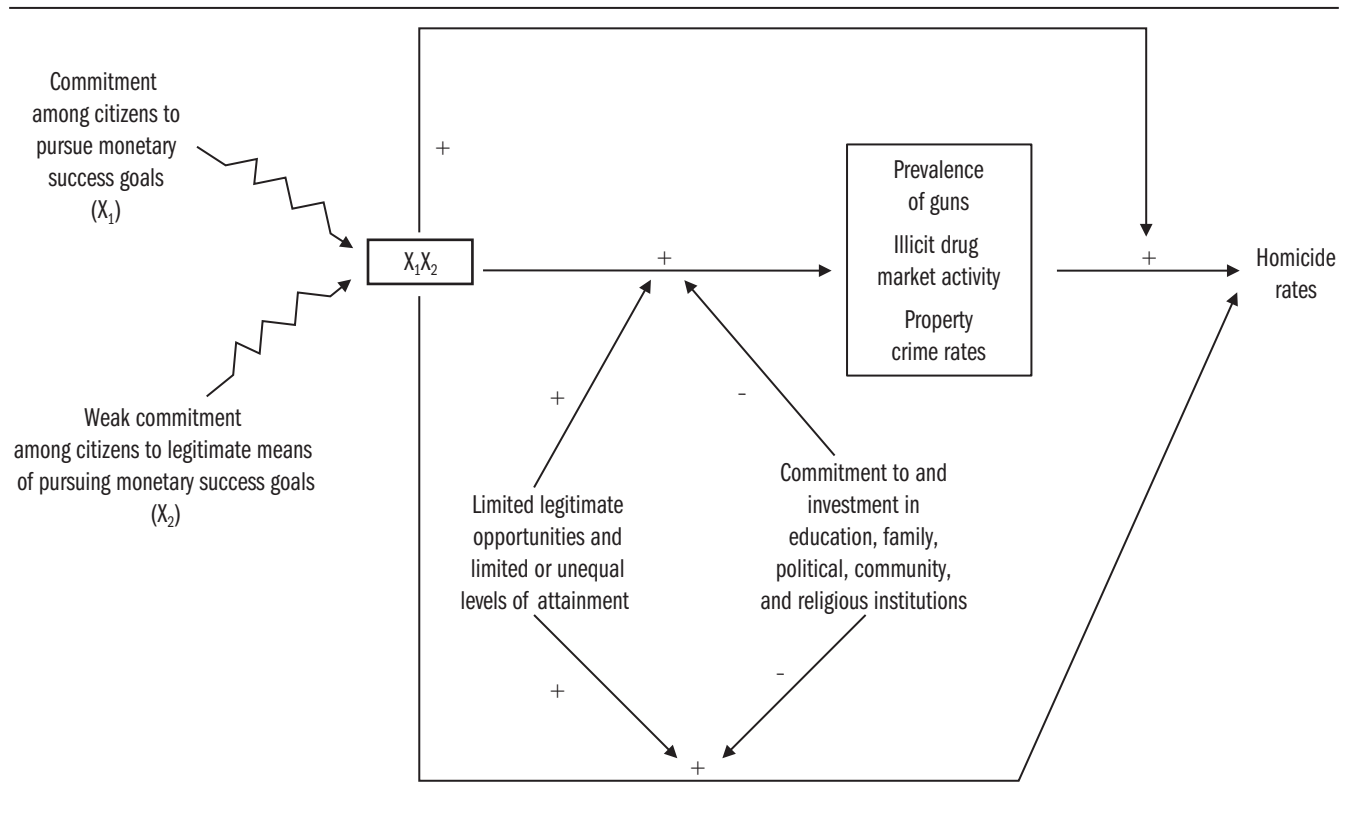 Commitment
among citizens to
pursue monetary
success goals
(X₁)
+
X₁X₂
+
Prevalence
of guns
Illicit drug
market activity
Property
crime rates
+
Homicide
rates
Weak commitment
among citizens to legitimate means
of pursuing monetary success goals
(X₂)
+
-
Limited legitimate
opportunities and
limited or unequal
levels of attainment
Commitment to and
investment in
education, family,
political, community,
and religious institutions
+
-
+